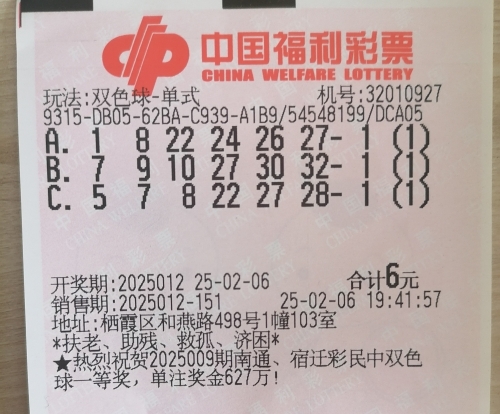 中国福利彩票
CHINA WELFARE LOTTERY
玩法:双色球-单式 机号:32010927
9315-DB05-62BA-C939-A1B9/54548199/DCA05
A. 1 8 22 24 26 27- 1 (1)
B. 7 9 10 27 30 32- 1 (1)
C. 5 7 8 22 27 28- 1 (1)
开奖期:2025012 25-02-06 合计6元
销售期:2025012-151 25-02-06 19:41:57
地址:栖霞区和燕路498号1幢103室
*扶老、助残、救孤、济困*
★热烈祝贺2025009期南通、宿迁彩民中双色
球一等奖,单注奖金627万!